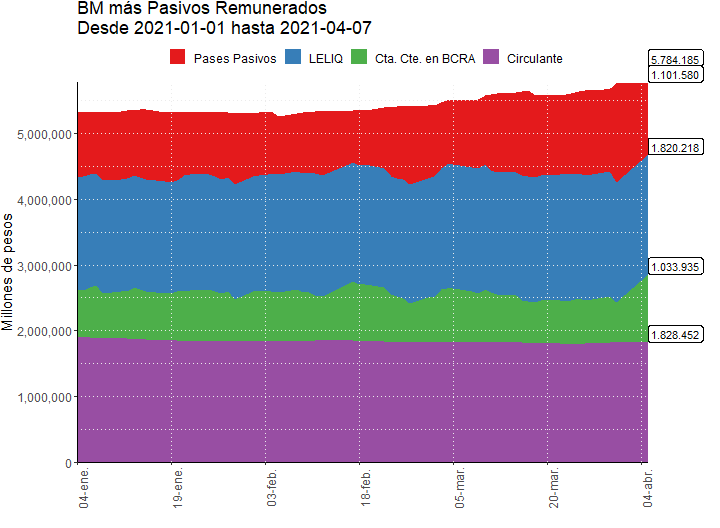 BM más Pasivos Remunerados
Desde 2021-01-01 hasta 2021-04-07
Pases Pasivos LELIQ Cta. Cte. en BCRA Circulante
5.784.185
1.101.580
1.820.218
1.033.935
1.828.452
Millones de pesos
5,000,000
4,000,000
3,000,000
2,000,000
1,000,000
0
04-ene. 19-ene. 03-feb. 18-feb. 05-mar. 20-mar. 04-abr.